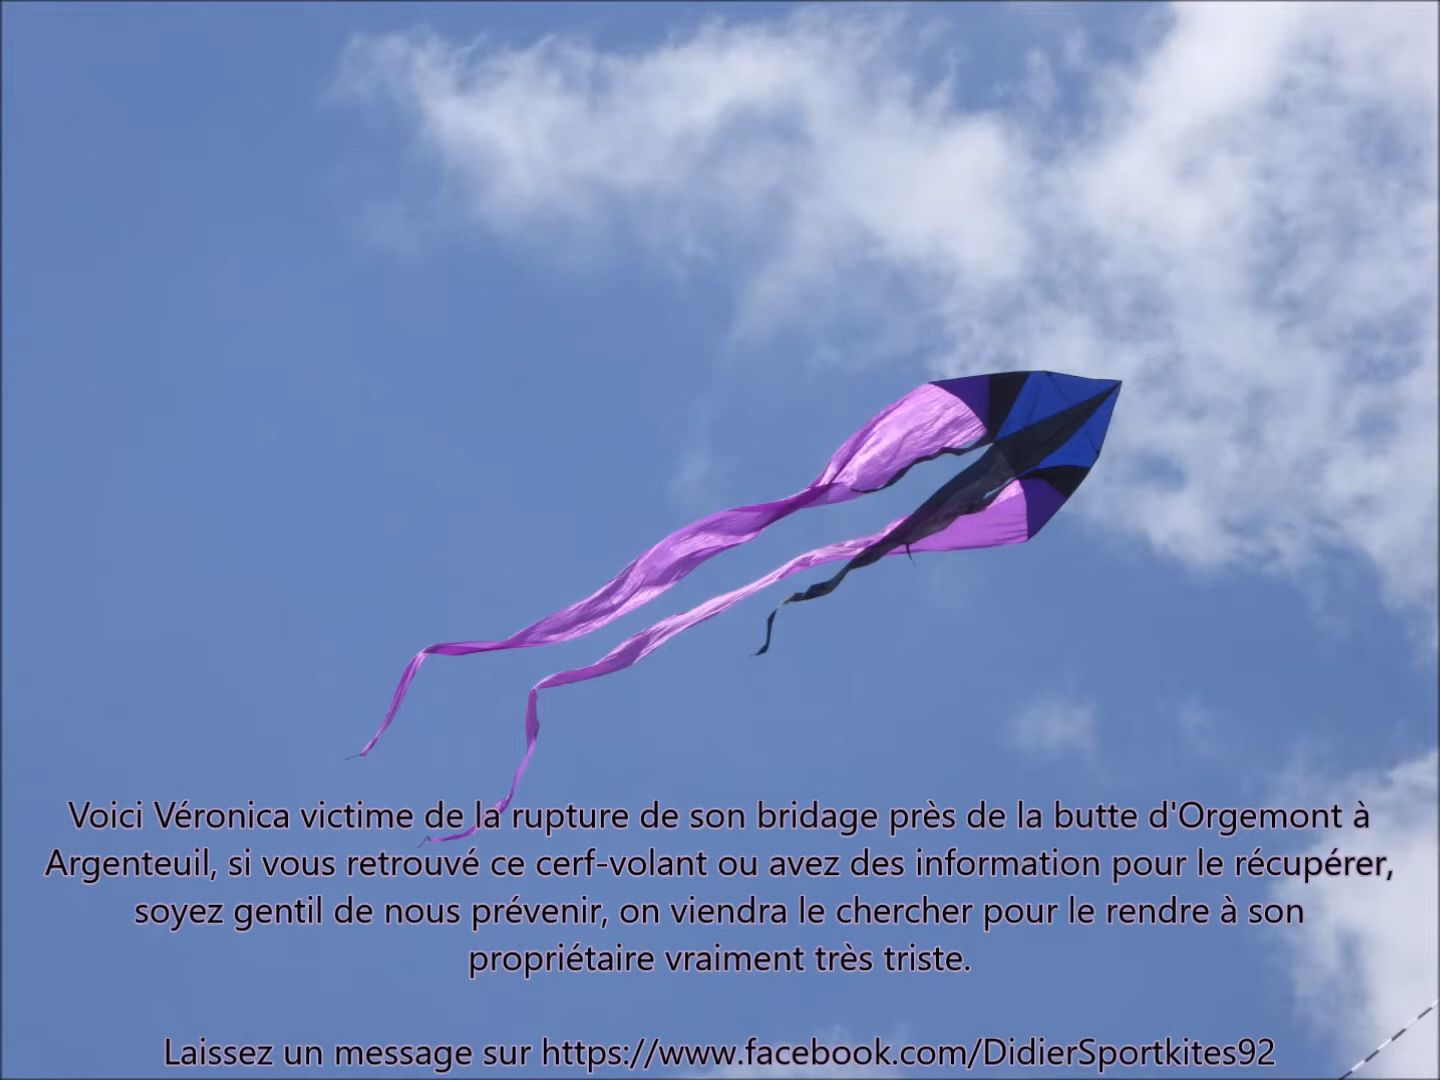 Voici Véronica victime de la rupture de son bridage près de la butte d'Orgemont à
Argenteuil, si vous retrouvé ce cerf-volant ou avez des information pour le récupérer,
soyez gentil de nous prévenir, on viendra le chercher pour le rendre à son
propriétaire vraiment très triste.
Laissez un message sur https://www.facebook.com/DidierSportkites92